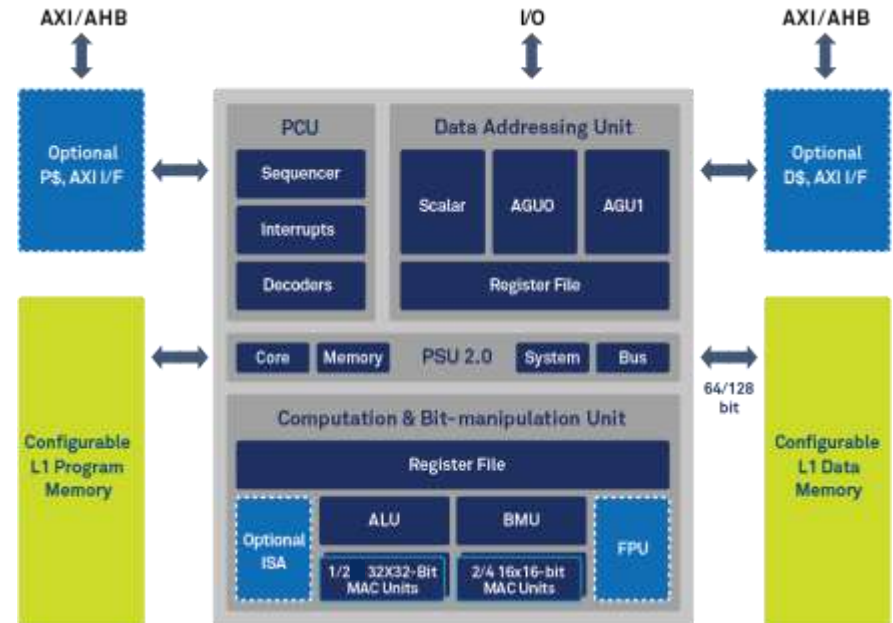 AXI/AHB
I/O
AXI/AHB
Optional
P$, AXI I/F
PCU
Sequencer
Interrupts
Decoders
Data Addressing Unit
Scalar
AGU0
AGU1
Register File
Optional
D$, AXI I/F
Configurable
L1 Program
Memory
Core
Memory
PSU 2.0
System
Bus
64/128
bit
Configurable
L1 Data
Memory
Computation & Bit-manipulation Unit
Register File
Optional
ISA
ALU
BMU
FPU
1/2 32X32-Bit
MAC Units
2/4 16x16-bit
MAC Units